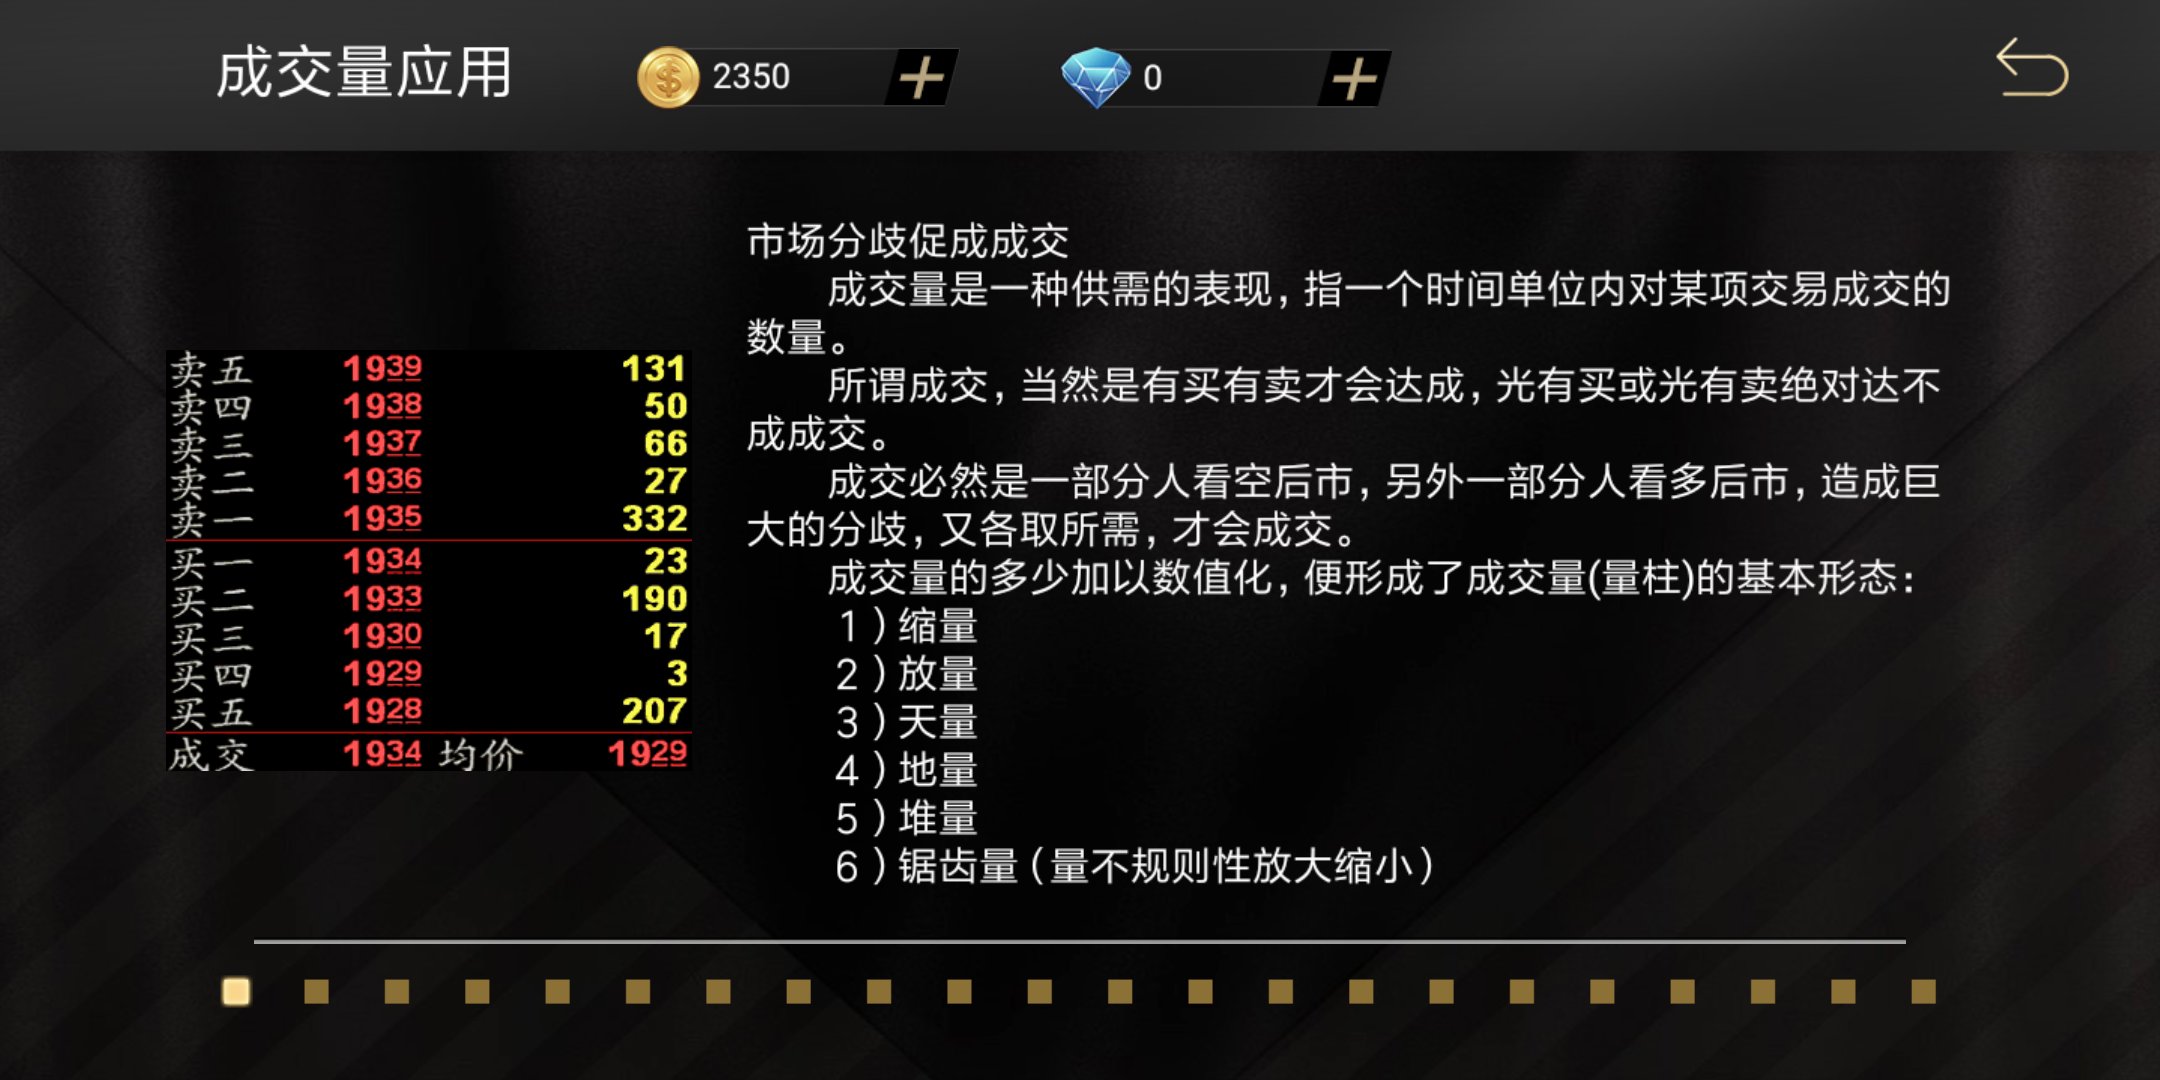 成交量应用
2350
0
卖五 1939 131
卖四 1938 50
卖三 1937 66
卖二 1936 27
卖一 1935 332
买一 1934 23
买二 1933 190
买三 1930 17
买四 1929 3
买五 1928 207
成交 1934 均价 1929
市场分歧促成成交
成交量是一种供需的表现，指一个时间单位内对某项交易成交的
数量。
所谓成交，当然是有买有卖才会达成，光有买或光有卖绝对达不
成成交。
成交必然是一部分人看空后市，另外一部分人看多后市，造成巨
大的分歧，又各取所需，才会成交。
成交量的多少加以数值化，便形成了成交量(量柱)的基本形态：
1）缩量
2）放量
3）天量
4）地量
5）堆量
6）锯齿量（量不规则性放大缩小）